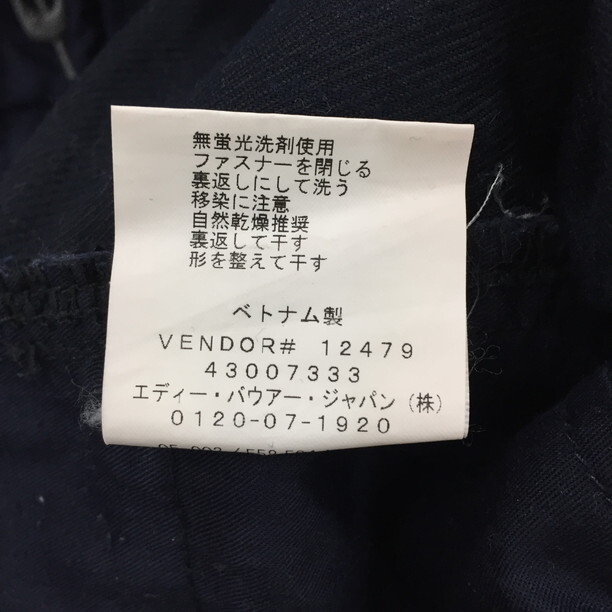 無蛍光洗剤使用
ファスナーを閉じる
裏返しにして洗う
移染に注意
自然乾燥推奨
裏返して干す
形を整えて干す
ベトナム製
VENDOR# 12479
43007333
エディー・バウアー・ジャパン(株)
0120-07-1920